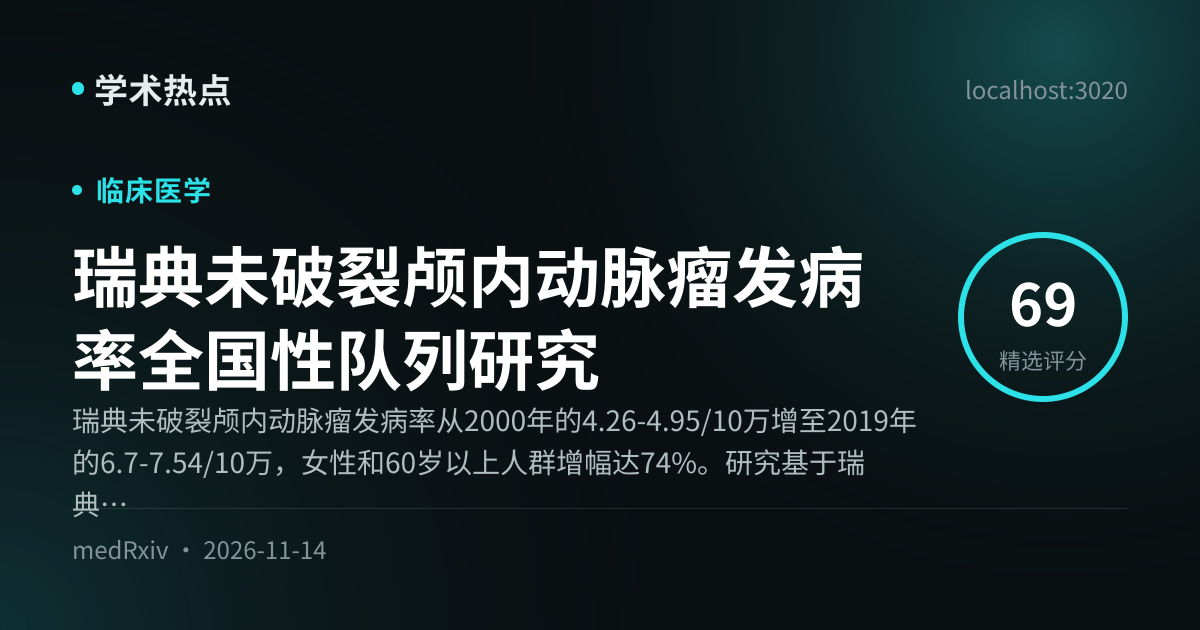 学术热点
localhost:3020
临床医学
瑞典未破裂颅内动脉瘤发病
率全国性队列研究
69
精选评分
瑞典未破裂颅内动脉瘤发病率从2000年的4.26-4.95/10万增至2019年
的6.7-7.54/10万，女性和60岁以上人群增幅达74%。研究基于瑞
典…
medRxiv • 2026-11-14